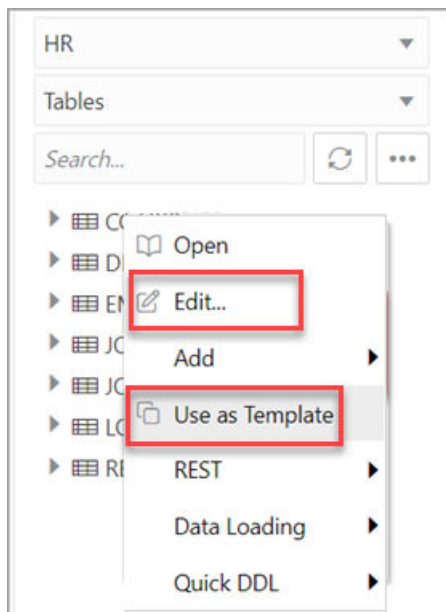 HR
Tables
Search...
Open
Edit...
Add
Use as Template
REST
Data Loading
Quick DDL